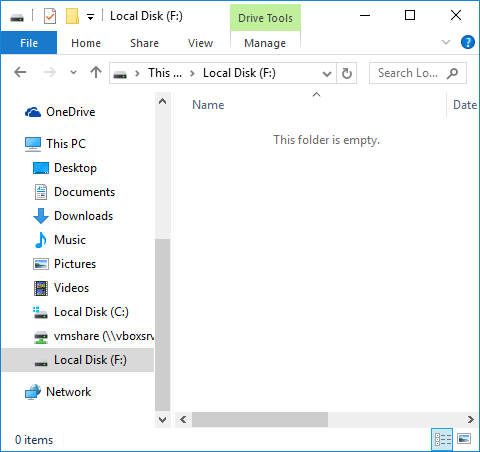 Local Disk (F:)
Drive Tools
File
Home
Share
View
Manage
This ...
Local Disk (F:)
Search Lo...
Name
Date
This folder is empty.
OneDrive
This PC
Desktop
Documents
Downloads
Music
Pictures
Videos
Local Disk (C:)
vmshare (\\vboxsrv
Local Disk (F:)
Network
0 items